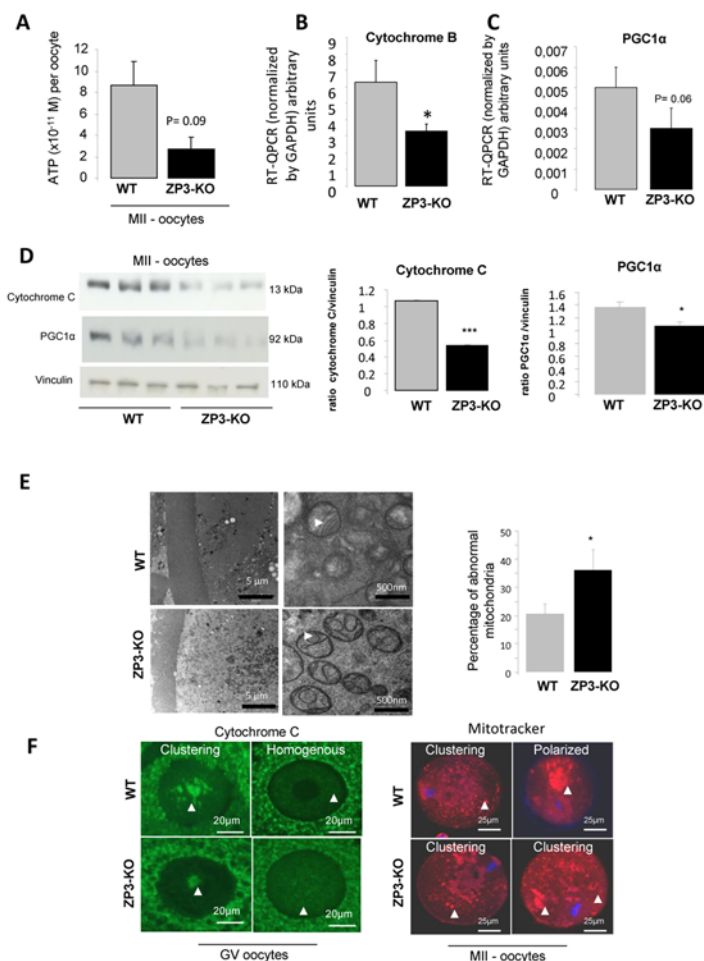 A
ATP (x10⁻¹¹ M) per oocyte
12
10
8
6
4
2
0
P= 0.09
WT
ZP3-KO
MII - oocytes
B
Cytochrome B
RT-QPCR (normalized
by GAPDH) arbitrary
units
9
8
7
6
5
4
3
2
1
0
*
WT
ZP3-KO
C
PGC1α
RT-QPCR (normalized by
GAPDH) arbitrary units
0,007
0,006
0,005
0,004
0,003
0,002
0,001
0
P= 0.06
WT
ZP3-KO
D
MII - oocytes
Cytochrome C
13 kDa
PGC1α
92 kDa
Vinculin
110 kDa
WT
ZP3-KO
Cytochrome C
ratio cytochrome C/vinculin
1.2
1
0.8
0.6
0.4
0.2
0
***
WT
ZP3-KO
PGC1α
ratio PGC1α /vinculin
1.6
1.4
1.2
1
0.8
0.6
0.4
0.2
0
*
WT
ZP3-KO
E
WT
5 µm
500nm
ZP3-KO
5 µm
500nm
Percentage of abnormal
mitochondria
50
40
30
20
10
0
*
WT
ZP3-KO
F
Cytochrome C
WT
Clustering
20µm
Homogenous
20µm
ZP3-KO
20µm
20µm
GV oocytes
Mitotracker
WT
Clustering
25µm
Polarized
25µm
ZP3-KO
Clustering
25µm
Clustering
25µm
MII - oocytes